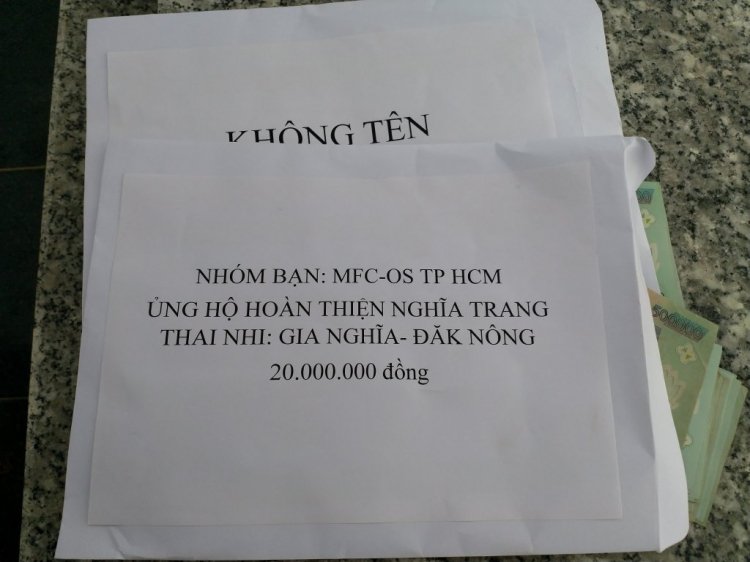 KHÔNG TÊN
NHÓM BẠN: MFC-OS TP HCM
ỦNG HỘ HOÀN THIỆN NGHĨA TRANG
THAI NHI: GIA NGHĨA- ĐĂK NÔNG
20.000.000 đồng